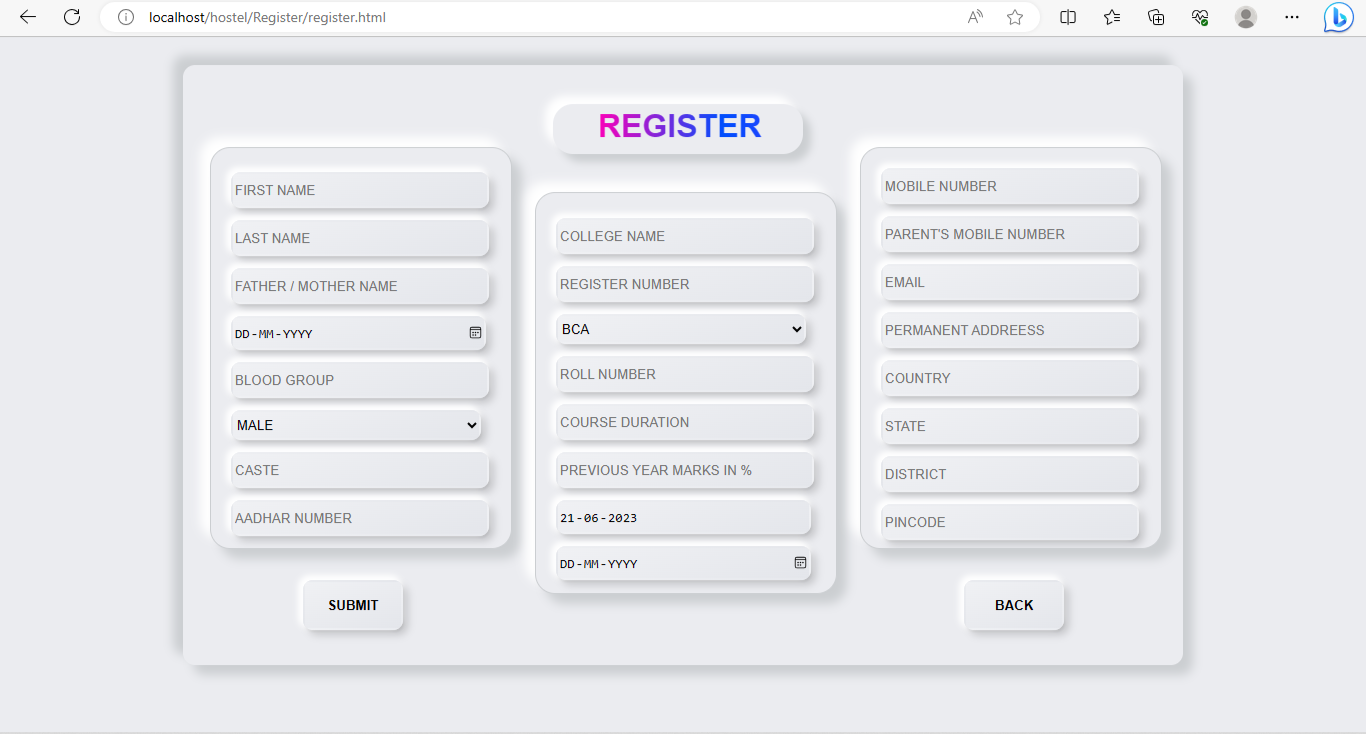 localhost/hostel/Register/register.html
REGISTER
FIRST NAME
LAST NAME
FATHER / MOTHER NAME
DD-MM-YYYY
BLOOD GROUP
MALE
CASTE
AADHAR NUMBER
SUBMIT
COLLEGE NAME
REGISTER NUMBER
BCA
ROLL NUMBER
COURSE DURATION
PREVIOUS YEAR MARKS IN %
21-06-2023
DD-MM-YYYY
MOBILE NUMBER
PARENT'S MOBILE NUMBER
EMAIL
PERMANENT ADDREESS
COUNTRY
STATE
DISTRICT
PINCODE
BACK